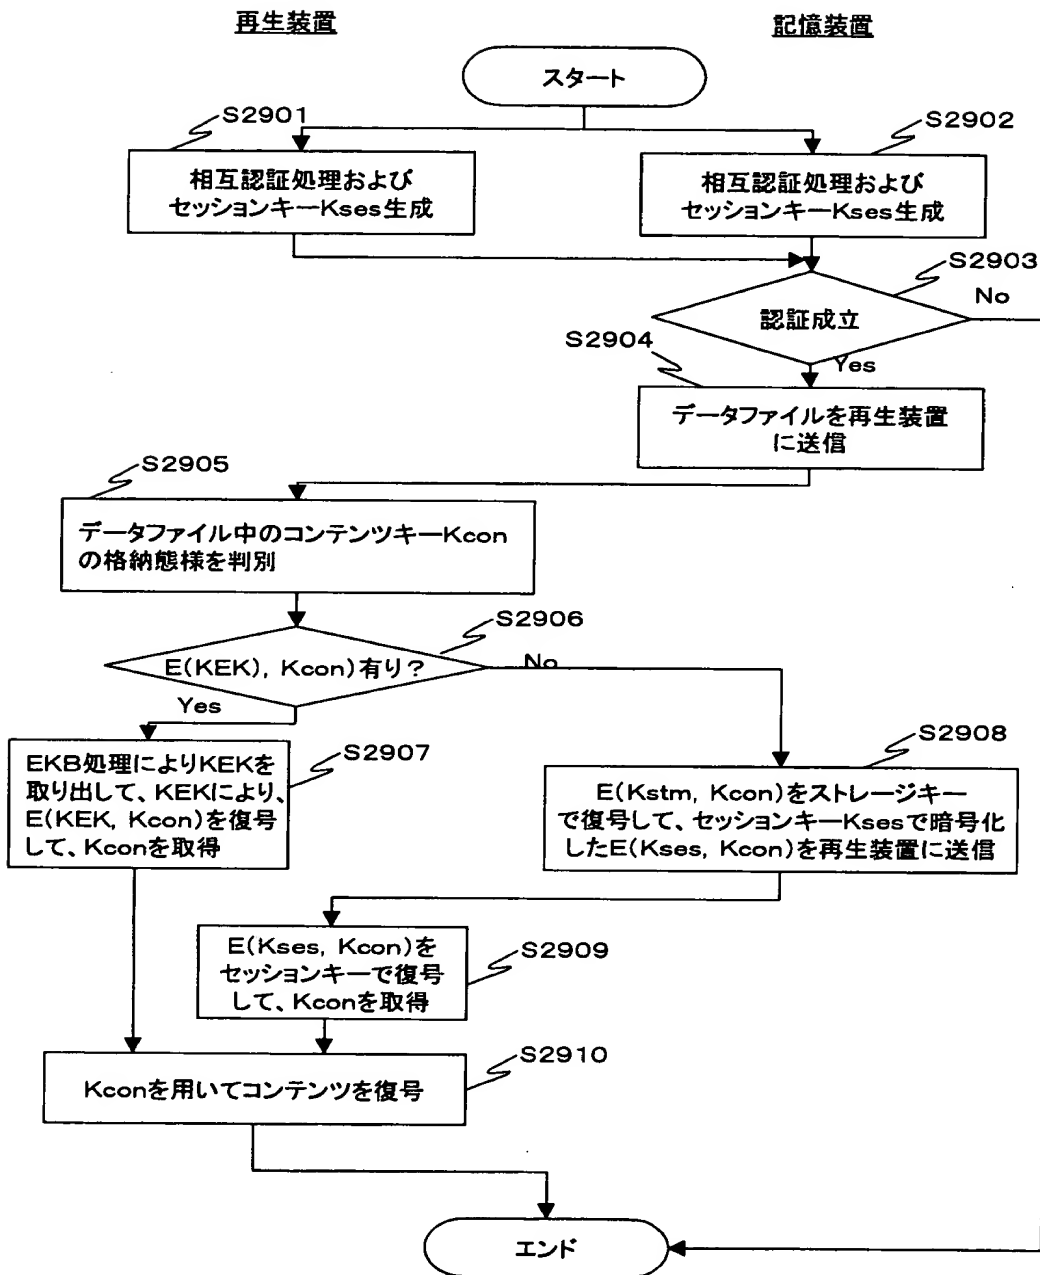 再生装置
記憶装置
スタート
S2901
S2902
相互認証処理および
セッションキーKses生成
相互認証処理および
セッションキーKses生成
S2903
認証成立
No
Yes
S2904
データファイルを再生装置
に送信
S2905
データファイル中のコンテンツキーKcon
の格納態様を判別
S2906
E(KEK), Kcon)有り?
No
Yes
S2907
EKB処理によりKEKを
取り出して、KEKにより、
E(KEK, Kcon)を復号
して、Kconを取得
S2908
E(Kstm, Kcon)をストレージキー
で復号して、セッションキーKsesで暗号化
したE(Kses, Kcon)を再生装置に送信
E(Kses, Kcon)を
セッションキーで復号
して、Kconを取得
S2909
S2910
Kconを用いてコンテンツを復号
エンド